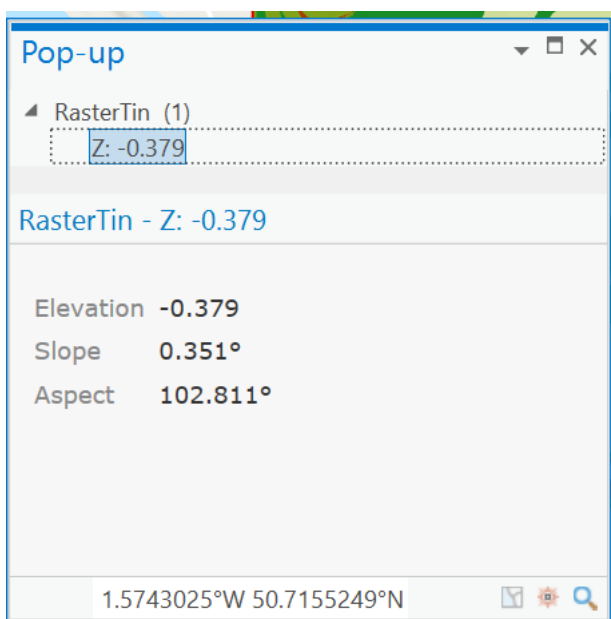 Pop-up
RasterTin (1)
Z: -0.379
RasterTin - Z: -0.379
Elevation -0.379
Slope 0.351°
Aspect 102.811°
1.5743025°W 50.7155249°N